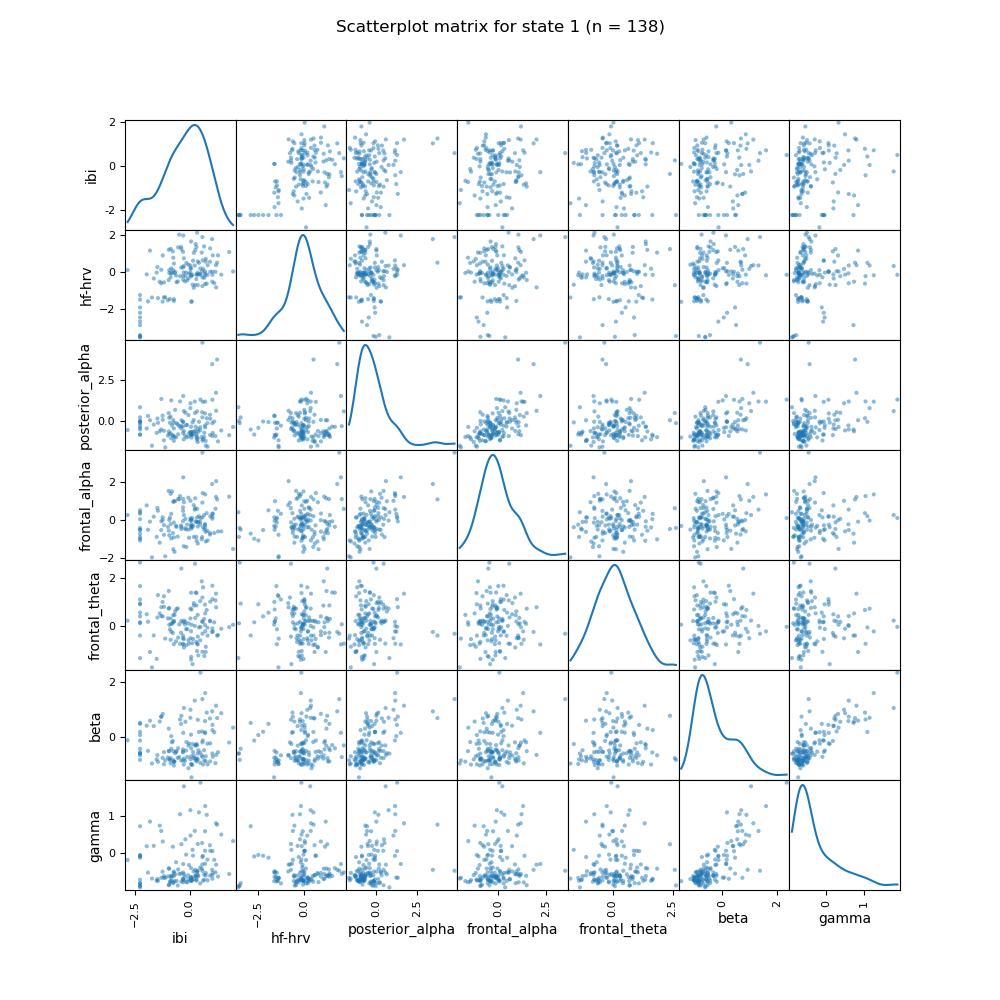 Scatterplot matrix for state 1 (n = 138)
2
0
-2
ibi
2
0
−2
hf-hrv
2.5
0.0
posterior_alpha
2
0
−2
frontal_alpha
2
0
frontal_theta
2
0
beta
1
0
gamma
−2.5
0.0
−2.5
0.0
0.0
2.5
0.0
2.5
0.0
2.5
0
2
0
1
ibi
hf-hrv
posterior_alpha
frontal_alpha
frontal_theta
beta
gamma